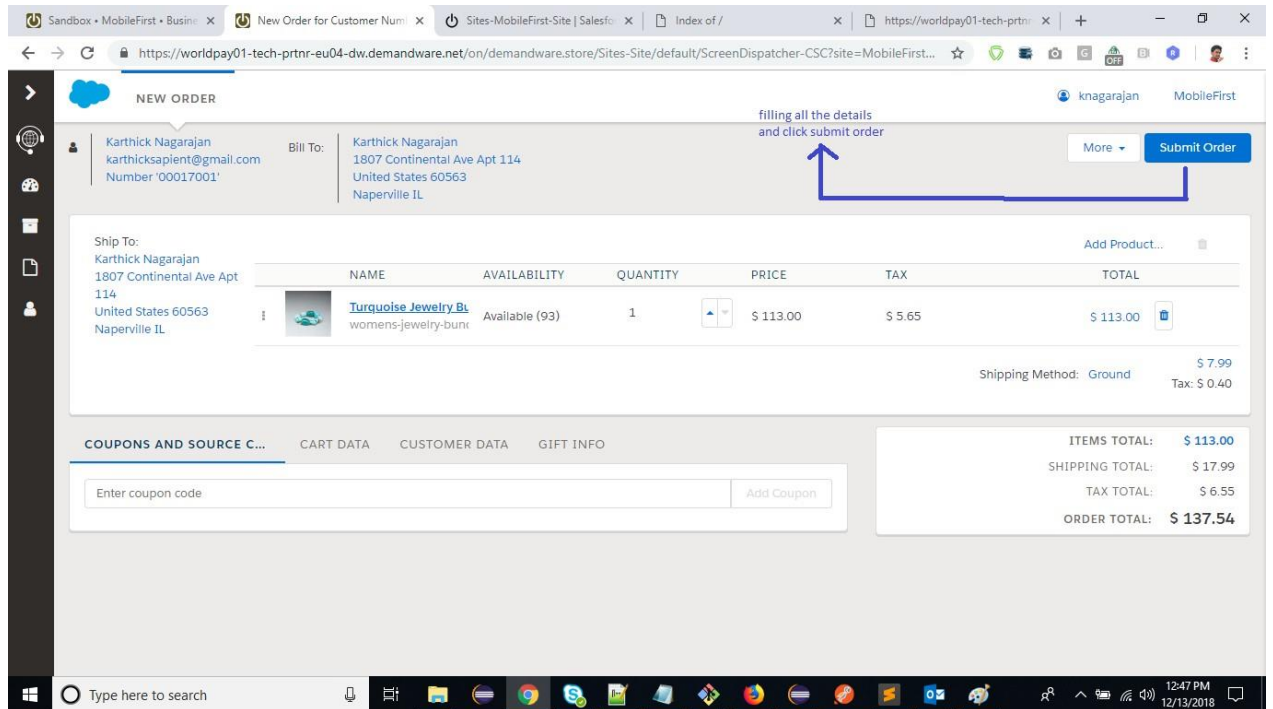 Sandbox • MobileFirst • Busine
New Order for Customer Num
Sites-MobileFirst-Site | Salesfo
Index of /
https://worldpay01-tech-prtnr
https://worldpay01-tech-prtnr-eu04-dw.demandware.net/on/demandware.store/Sites-Site/default/ScreenDispatcher-CSC?site=MobileFirst...
OFF
NEW ORDER
knagarajan
MobileFirst
filling all the details
and click submit order
Karthick Nagarajan
karthicksapient@gmail.com
Number '00017001'
Bill To:
Karthick Nagarajan
1807 Continental Ave Apt 114
United States 60563
Naperville IL
More
Submit Order
Ship To:
Karthick Nagarajan
1807 Continental Ave Apt
114
United States 60563
Naperville IL
Add Product...
NAME AVAILABILITY QUANTITY PRICE TAX TOTAL
Turquoise Jewelry Bu
womens-jewelry-bund
Available (93) 1 $ 113.00 $ 5.65 $ 113.00
Shipping Method: Ground $ 7.99
Tax: $ 0.40
COUPONS AND SOURCE C... CART DATA CUSTOMER DATA GIFT INFO
Enter coupon code
Add Coupon
ITEMS TOTAL: $ 113.00
SHIPPING TOTAL: $ 17.99
TAX TOTAL: $ 6.55
ORDER TOTAL: $ 137.54
Type here to search
12:47 PM
12/13/2018